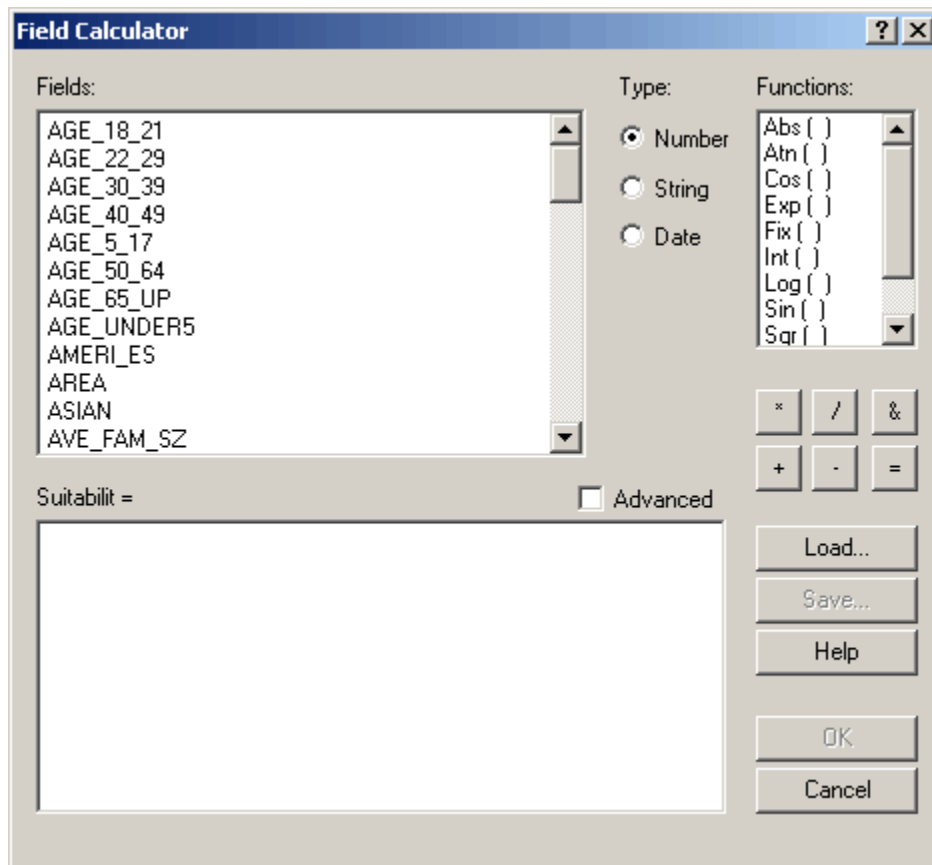 Field Calculator
Fields:
AGE_18_21
AGE_22_29
AGE_30_39
AGE_40_49
AGE_5_17
AGE_50_64
AGE_65_UP
AGE_UNDER5
AMERI_ES
AREA
ASIAN
AVE_FAM_SZ
Type:
Number
String
Date
Functions:
Abs ( )
Atn ( )
Cos ( )
Exp ( )
Fix ( )
Int ( )
Log ( )
Sin ( )
Sqr ( )
* / &
+ - =
Suitabilit =
Advanced
Load...
Save...
Help
OK
Cancel